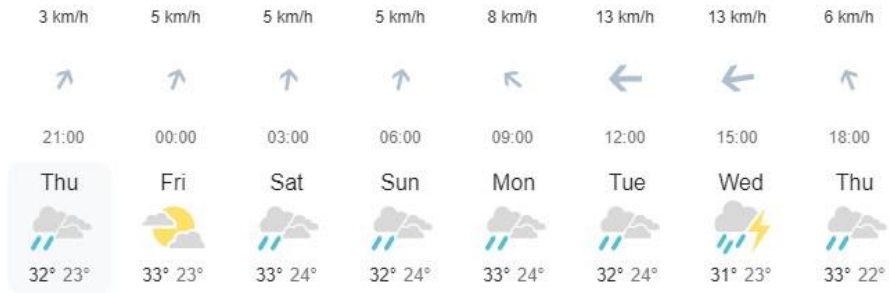 3 km/h 5 km/h 5 km/h 5 km/h 8 km/h 13 km/h 13 km/h 6 km/h
21:00 00:00 03:00 06:00 09:00 12:00 15:00 18:00
Thu Fri Sat Sun Mon Tue Wed Thu
32° 23° 33° 23° 33° 24° 32° 24° 33° 24° 32° 24° 31° 23° 33° 22°